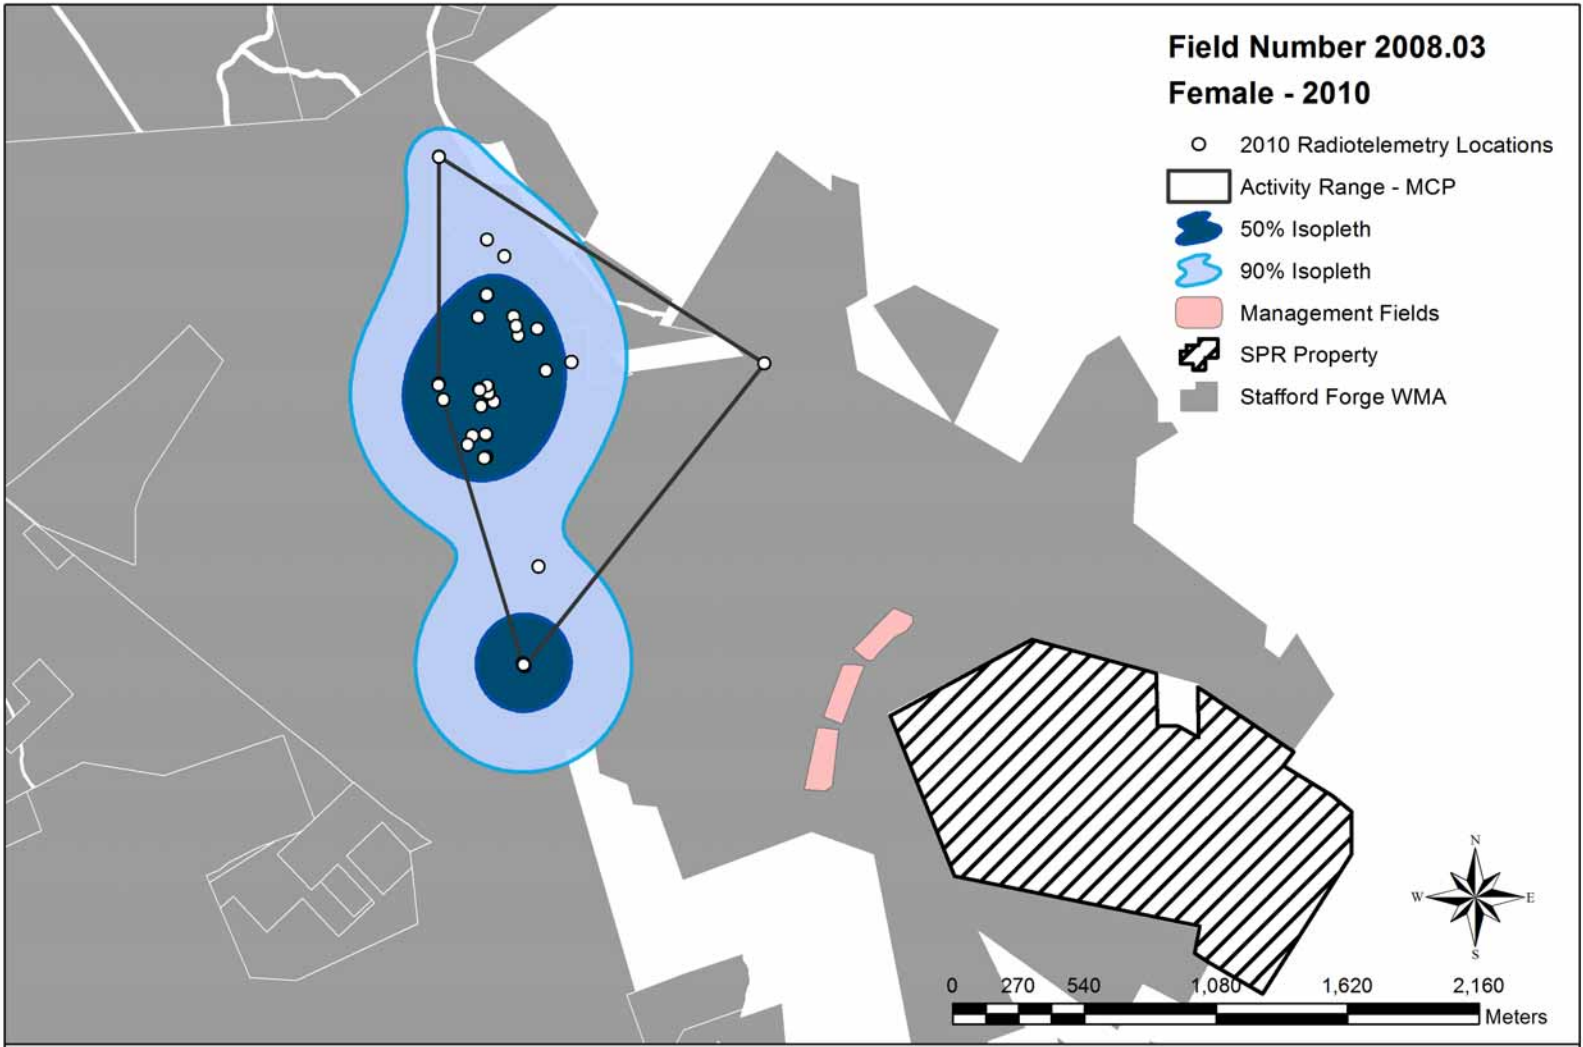 Field Number 2008.03
Female - 2010
2010 Radiotelemetry Locations
Activity Range - MCP
50% Isopleth
90% Isopleth
Management Fields
SPR Property
Stafford Forge WMA
N
W E
S
0 270 540 1,080 1,620 2,160
Meters